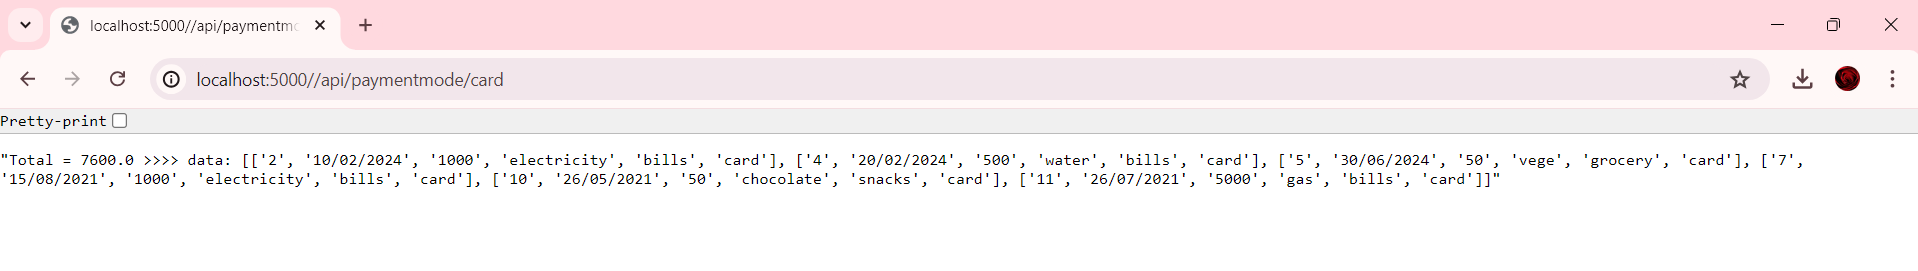 localhost:5000//api/paymentmo
localhost:5000//api/paymentmode/card
Pretty-print
"Total = 7600.0 >>>> data: [['2', '10/02/2024', '1000', 'electricity', 'bills', 'card'], ['4', '20/02/2024', '500', 'water', 'bills', 'card'], ['5', '30/06/2024', '50', 'vege', 'grocery', 'card'], ['7',
'15/08/2021', '1000', 'electricity', 'bills', 'card'], ['10', '26/05/2021', '50', 'chocolate', 'snacks', 'card'], ['11', '26/07/2021', '5000', 'gas', 'bills', 'card']]"